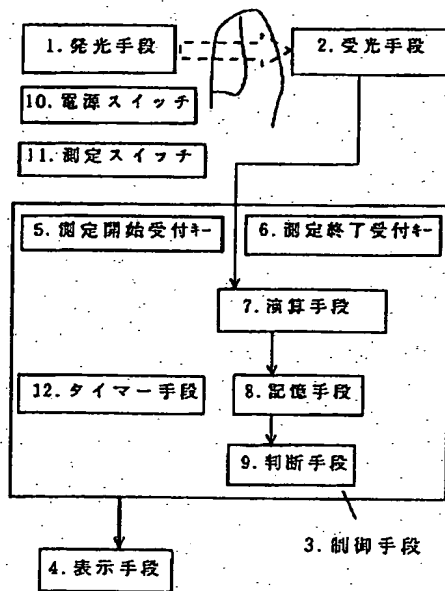 1.発光手段
2.受光手段
10.電源スイッチ
11.測定スイッチ
5.測定開始受付キー
6.測定終了受付キー
7.演算手段
12.タイマー手段
8.記憶手段
9.判断手段
3.制御手段
4.表示手段